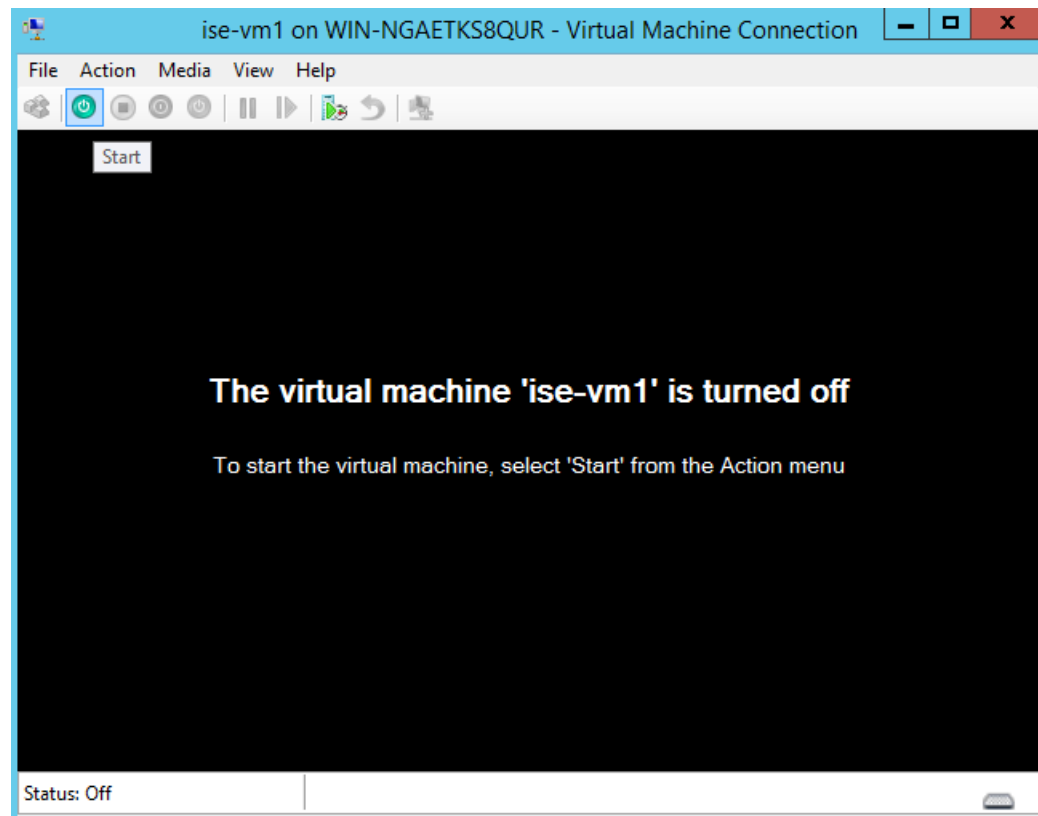 ise-vm1 on WIN-NGAETKS8QUR - Virtual Machine Connection
File Action Media View Help
Start
The virtual machine 'ise-vm1' is turned off
To start the virtual machine, select 'Start' from the Action menu
Status: Off